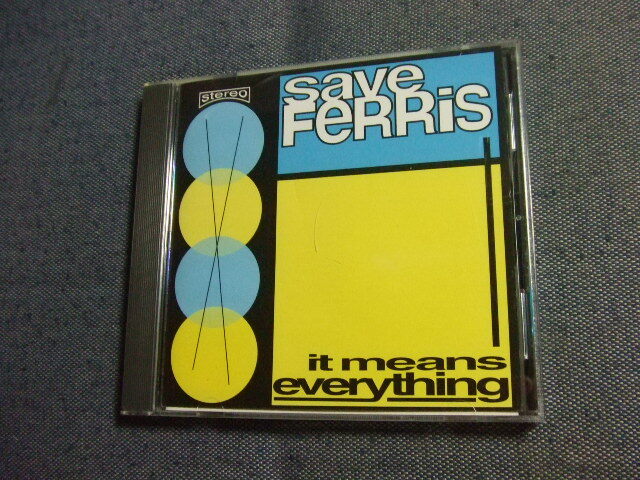 stereo
save
FeRRiS
it means
everything